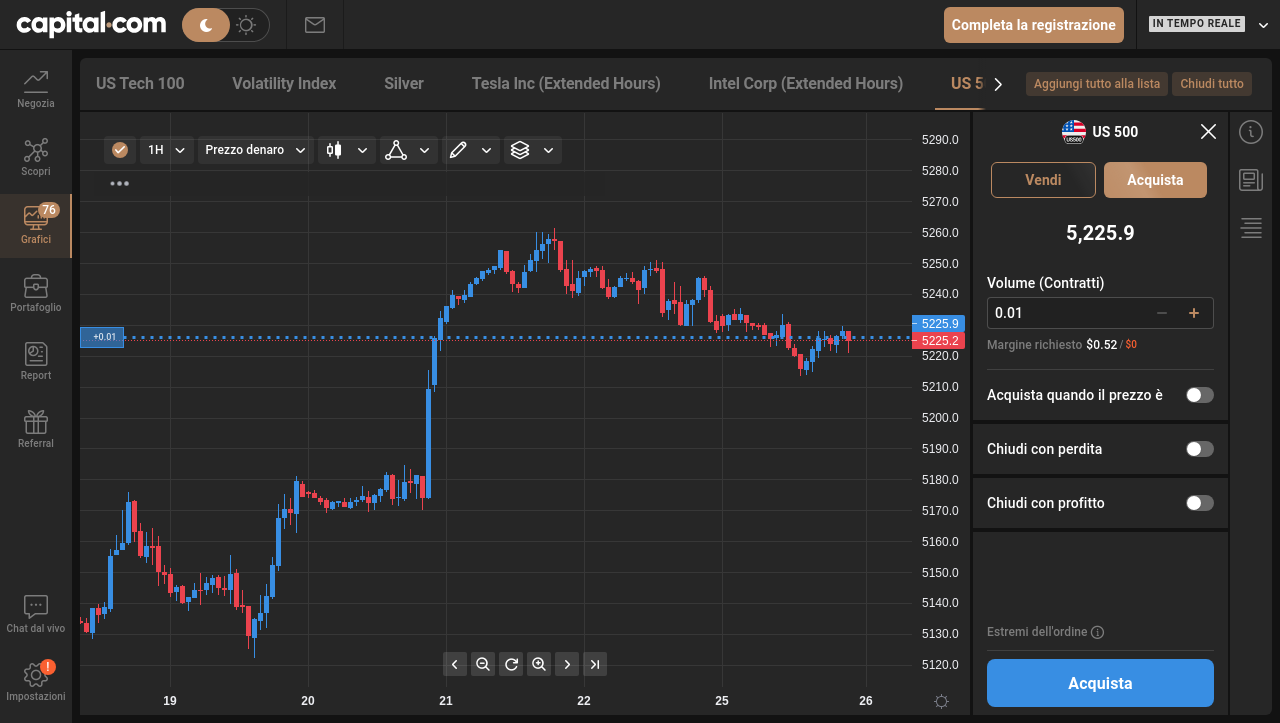 capital.com
Completa la registrazione
IN TEMPO REALE
Negozia
Scopri
76
Grafici
Portafoglio
Report
Referral
Chat dal vivo
!
Impostazioni
US Tech 100
Volatility Index
Silver
Tesla Inc (Extended Hours)
Intel Corp (Extended Hours)
US 5
Aggiungi tutto alla lista
Chiudi tutto
1H
Prezzo denaro
+0.01
5290.0
5280.0
5270.0
5260.0
5250.0
5240.0
5225.9
5225.2
5220.0
5210.0
5200.0
5190.0
5180.0
5170.0
5160.0
5150.0
5140.0
5130.0
5120.0
19
20
21
22
25
26
US 500
Vendi
Acquista
5,225.9
Volume (Contratti)
0.01
Margine richiesto $0.52 / $0
Acquista quando il prezzo è
Chiudi con perdita
Chiudi con profitto
Estremi dell'ordine
Acquista